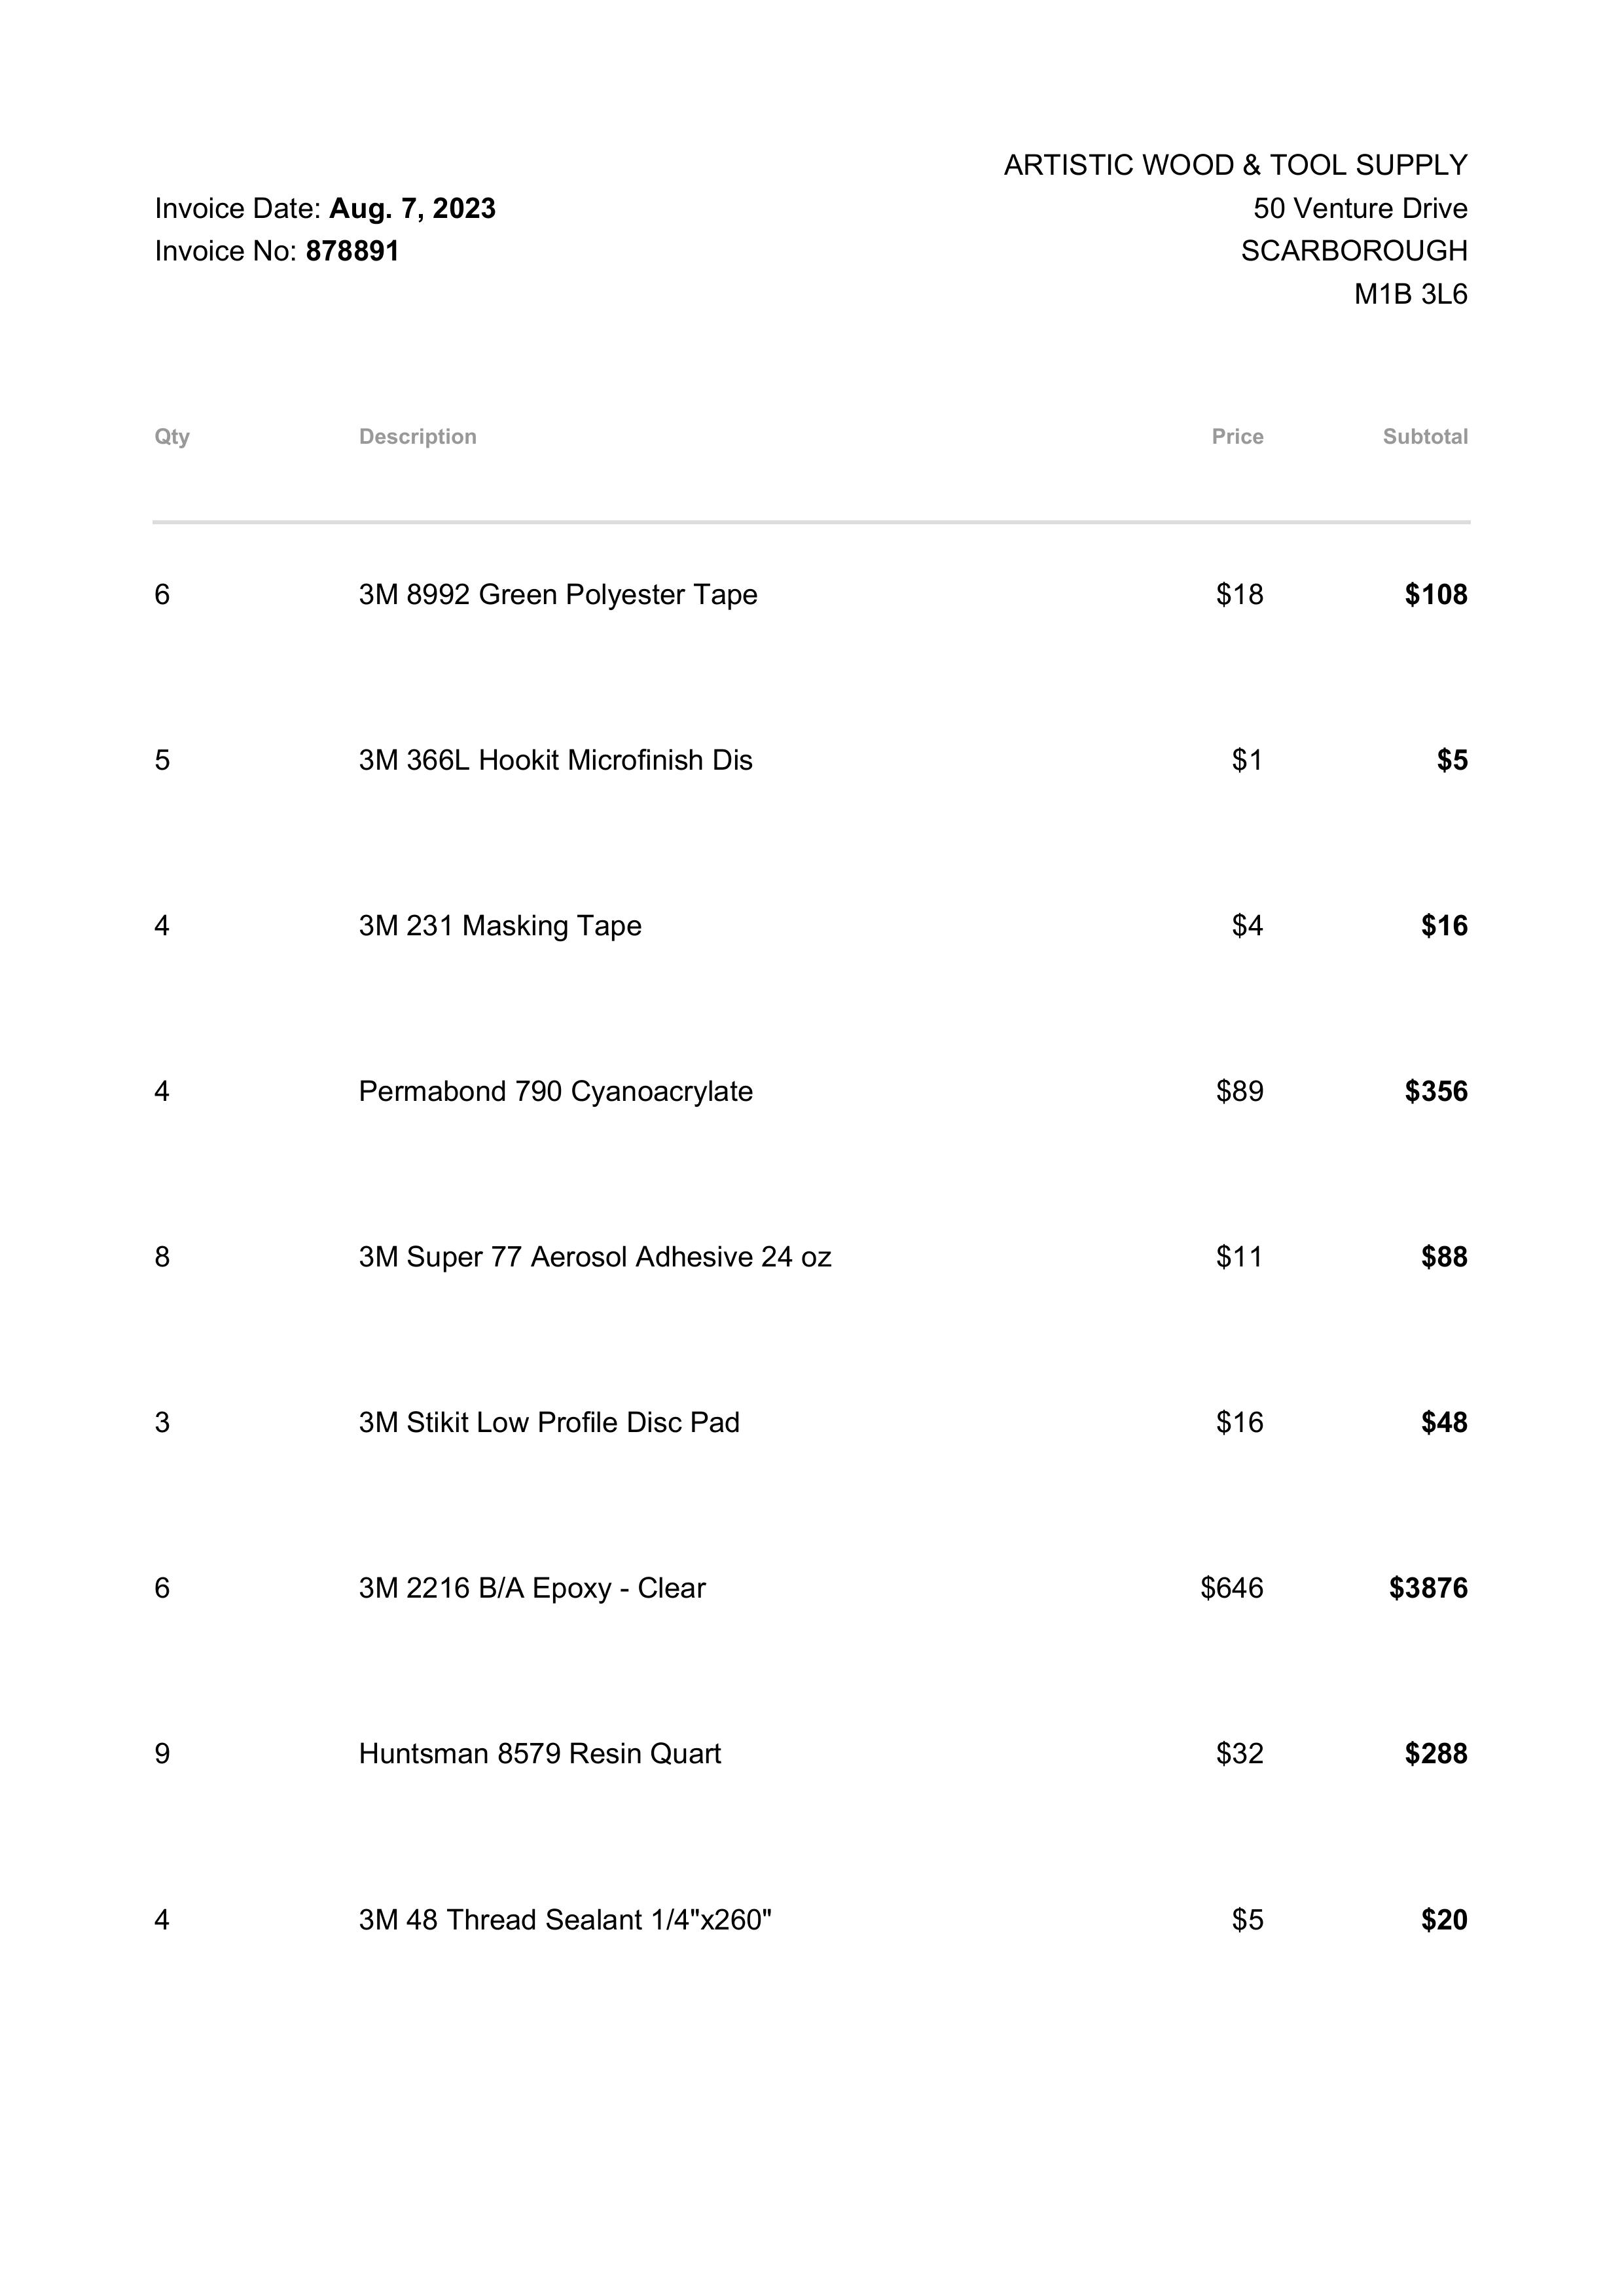 ARTISTIC WOOD & TOOL SUPPLY
Invoice Date: Aug. 7, 2023 50 Venture Drive
Invoice No: 878891 SCARBOROUGH
M1B 3L6
Qty Description Price Subtotal
6 3M 8992 Green Polyester Tape $18 $108
5 3M 366L Hookit Microfinish Dis $1 $5
4 3M 231 Masking Tape $4 $16
4 Permabond 790 Cyanoacrylate $89 $356
8 3M Super 77 Aerosol Adhesive 24 oz $11 $88
3 3M Stikit Low Profile Disc Pad $16 $48
6 3M 2216 B/A Epoxy - Clear $646 $3876
9 Huntsman 8579 Resin Quart $32 $288
4 3M 48 Thread Sealant 1/4"x260" $5 $20